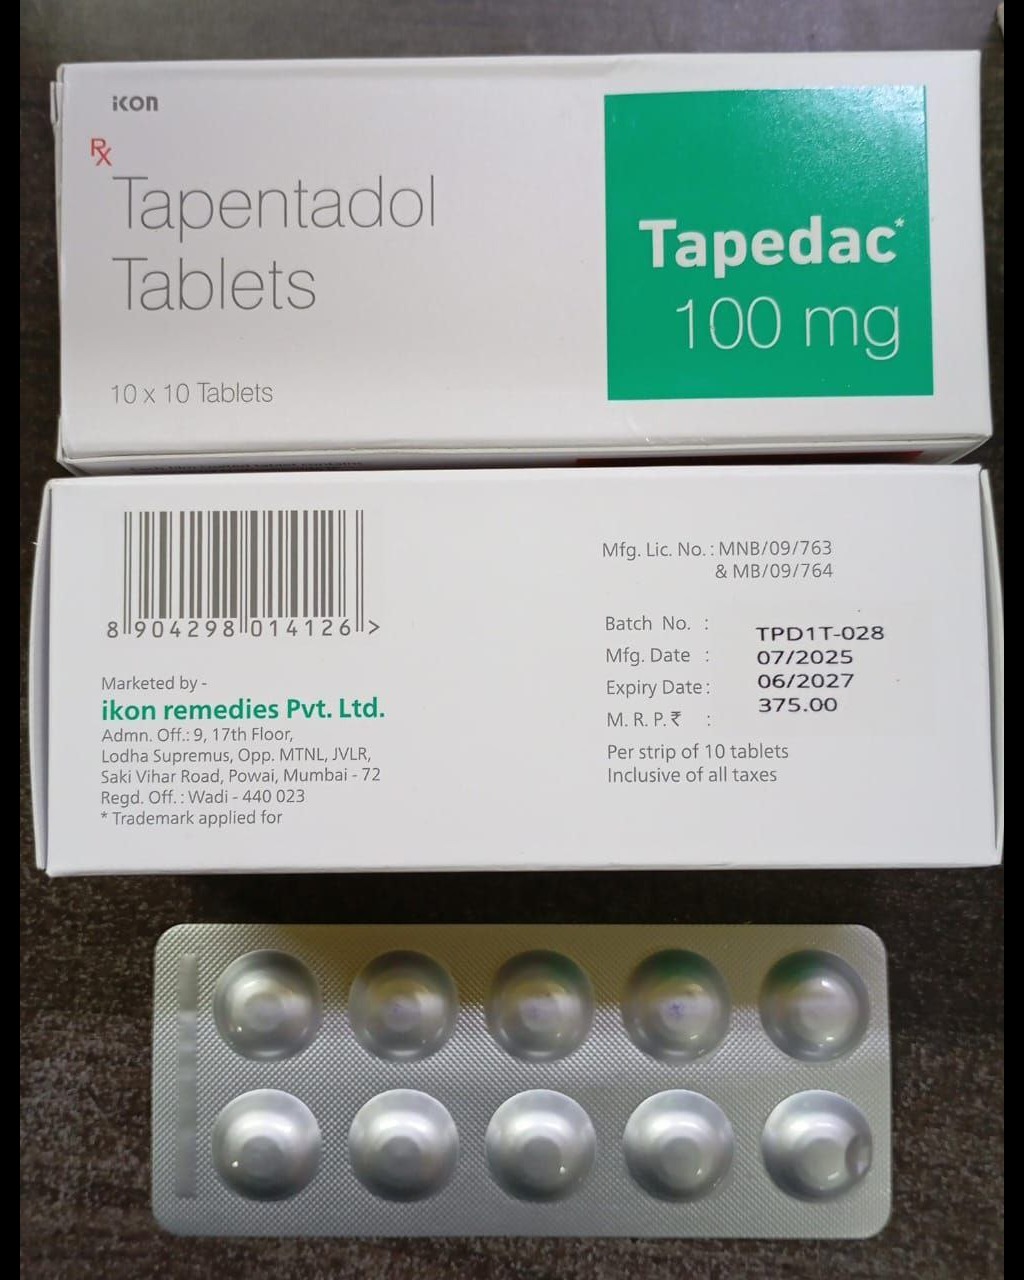 ikon
Rx
Tapentadol
Tablets
10 x 10 Tablets
Tapedac*
100 mg
8 904298 014126 >
Marketed by -
ikon remedies Pvt. Ltd.
Admn. Off.: 9, 17th Floor,
Lodha Supremus, Opp. MTNL, JVLR,
Saki Vihar Road, Powai, Mumbai - 72
Regd. Off. : Wadi - 440 023
* Trademark applied for
Mfg. Lic. No. : MNB/09/763
& MB/09/764
Batch No. : TPD1T-028
Mfg. Date : 07/2025
Expiry Date : 06/2027
M. R. P. ₹ : 375.00
Per strip of 10 tablets
Inclusive of all taxes